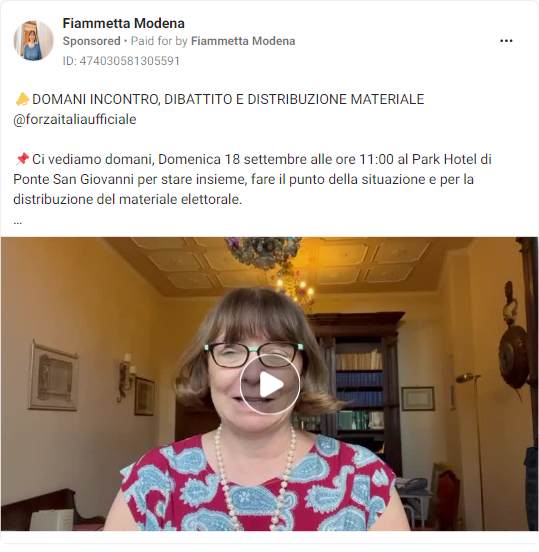 Fiammetta Modena
Sponsored • Paid for by Fiammetta Modena
ID: 474030581305591
📣DOMANI INCONTRO, DIBATTITO E DISTRIBUZIONE MATERIALE
@forzaitaliaufficiale
📌Ci vediamo domani, Domenica 18 settembre alle ore 11:00 al Park Hotel di
Ponte San Giovanni per stare insieme, fare il punto della situazione e per la
distribuzione del materiale elettorale.
...